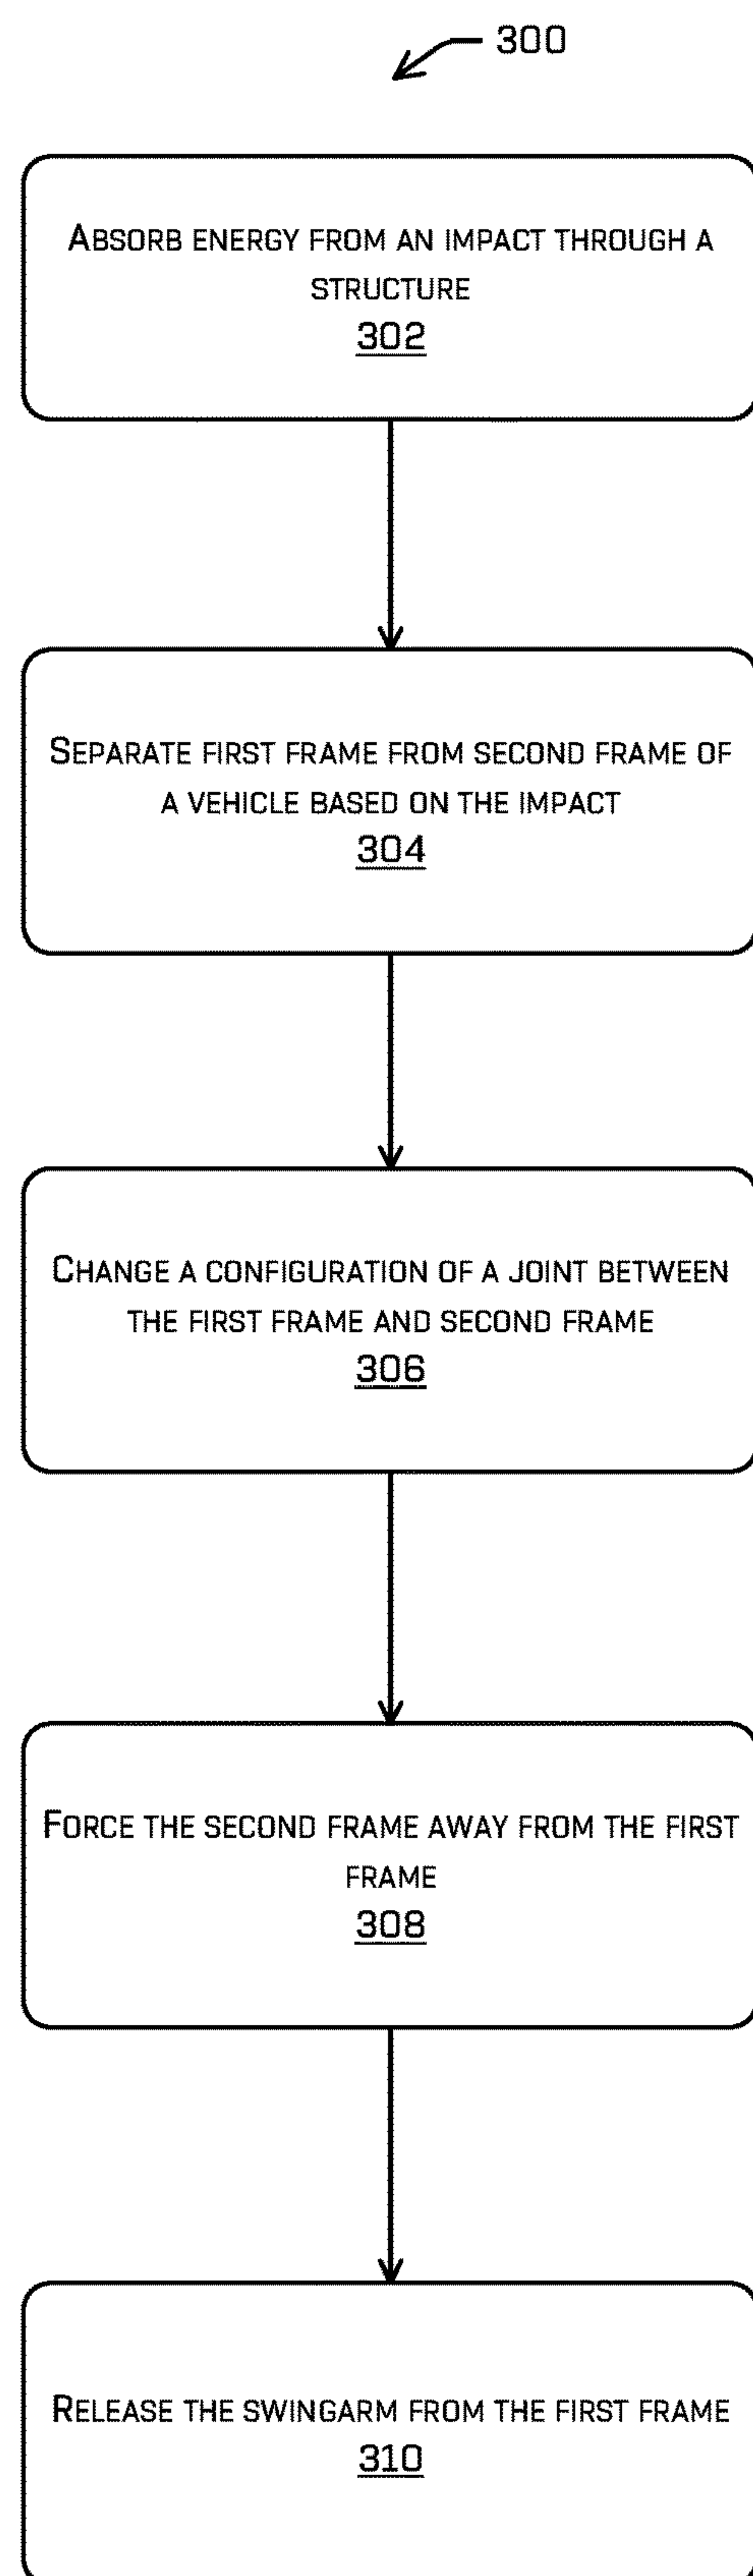 300
ABSORB ENERGY FROM AN IMPACT THROUGH A
STRUCTURE
302
SEPARATE FIRST FRAME FROM SECOND FRAME OF
A VEHICLE BASED ON THE IMPACT
304
CHANGE A CONFIGURATION OF A JOINT BETWEEN
THE FIRST FRAME AND SECOND FRAME
306
FORCE THE SECOND FRAME AWAY FROM THE FIRST
FRAME
308
RELEASE THE SWINGARM FROM THE FIRST FRAME
310